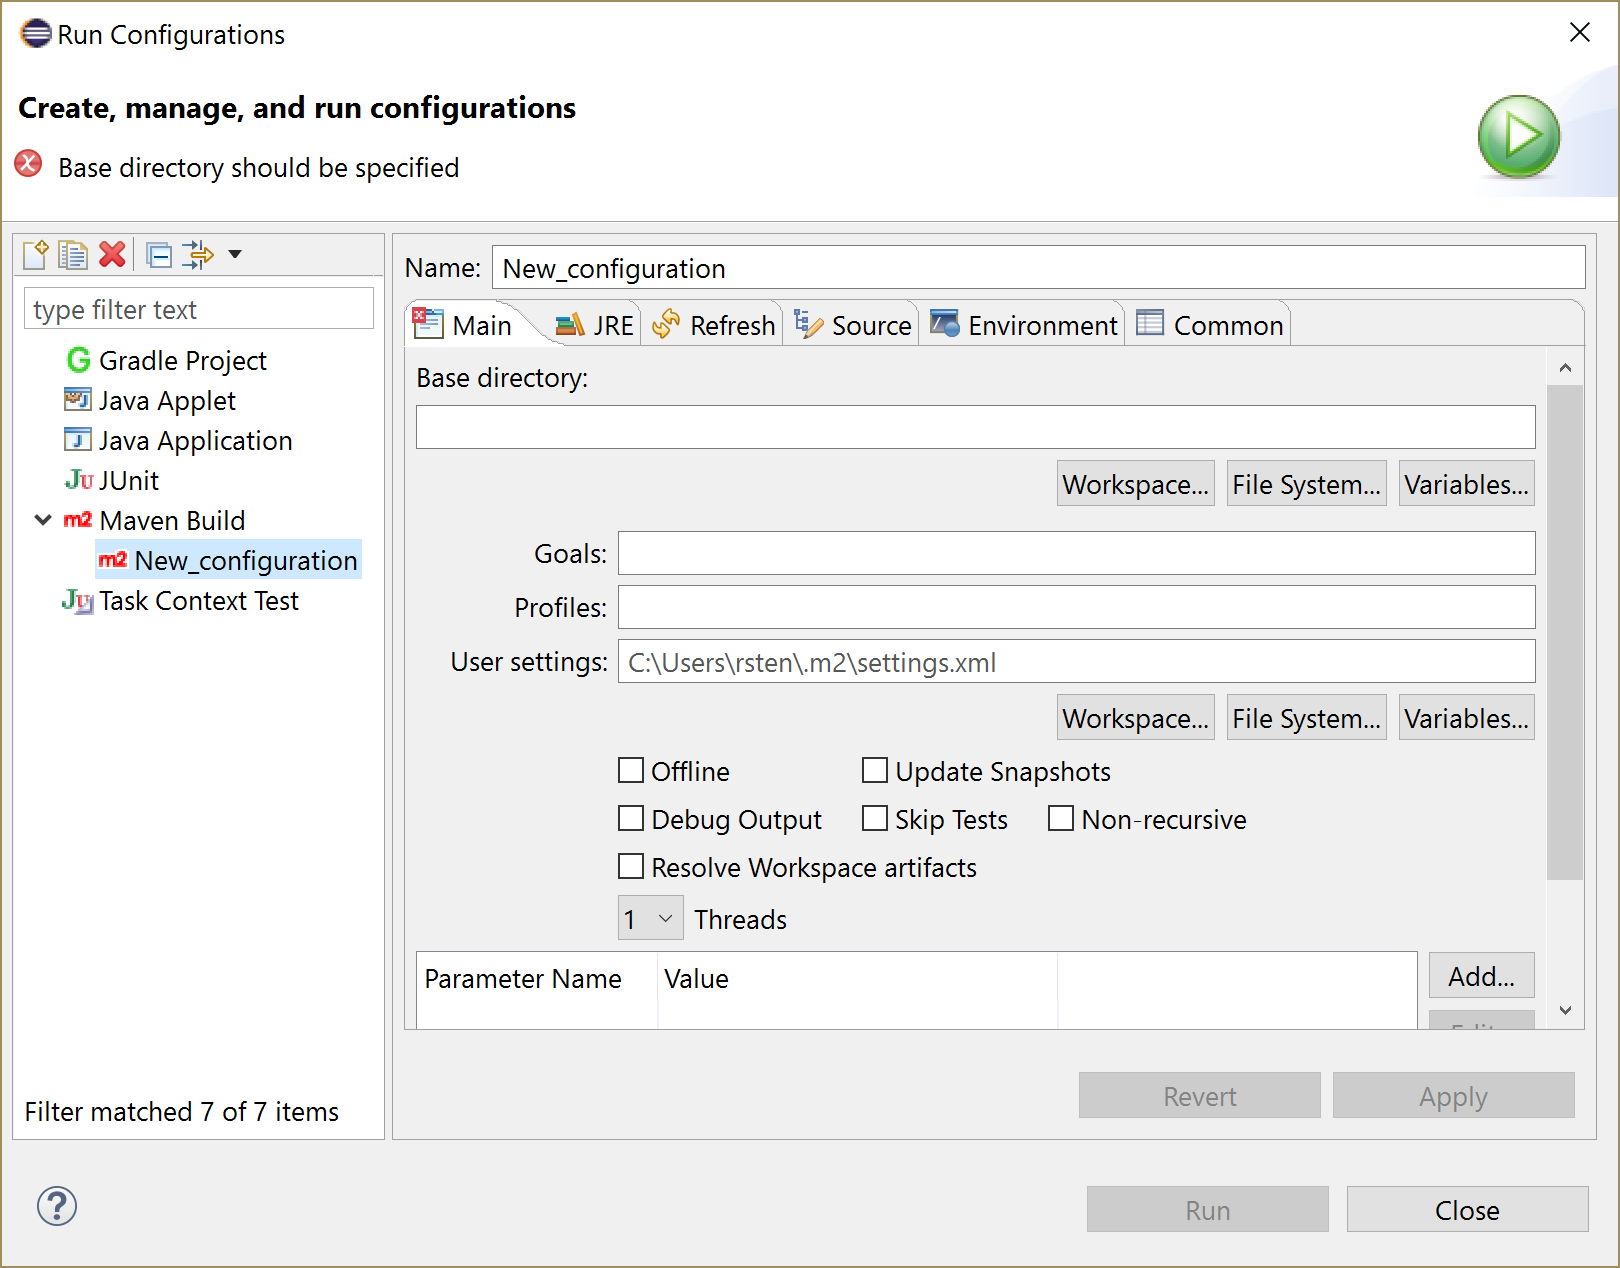 Run Configurations
Create, manage, and run configurations
Base directory should be specified
type filter text
Gradle Project
Java Applet
Java Application
JUnit
m2 Maven Build
m2 New_configuration
Task Context Test
Filter matched 7 of 7 items
Name: New_configuration
Main JRE Refresh Source Environment Common
Base directory:
Workspace... File System... Variables...
Goals:
Profiles:
User settings: C:\Users\rsten\.m2\settings.xml
Workspace... File System... Variables...
Offline Update Snapshots
Debug Output Skip Tests Non-recursive
Resolve Workspace artifacts
1 Threads
Parameter Name Value Add...
Revert Apply
Run Close